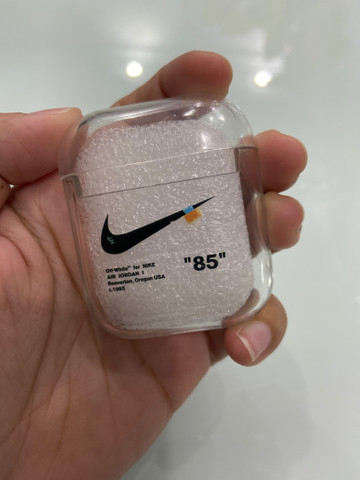 Off-White™ for NIKE
AIR JORDAN 1
Beaverton, Oregon USA
©1985
"85"